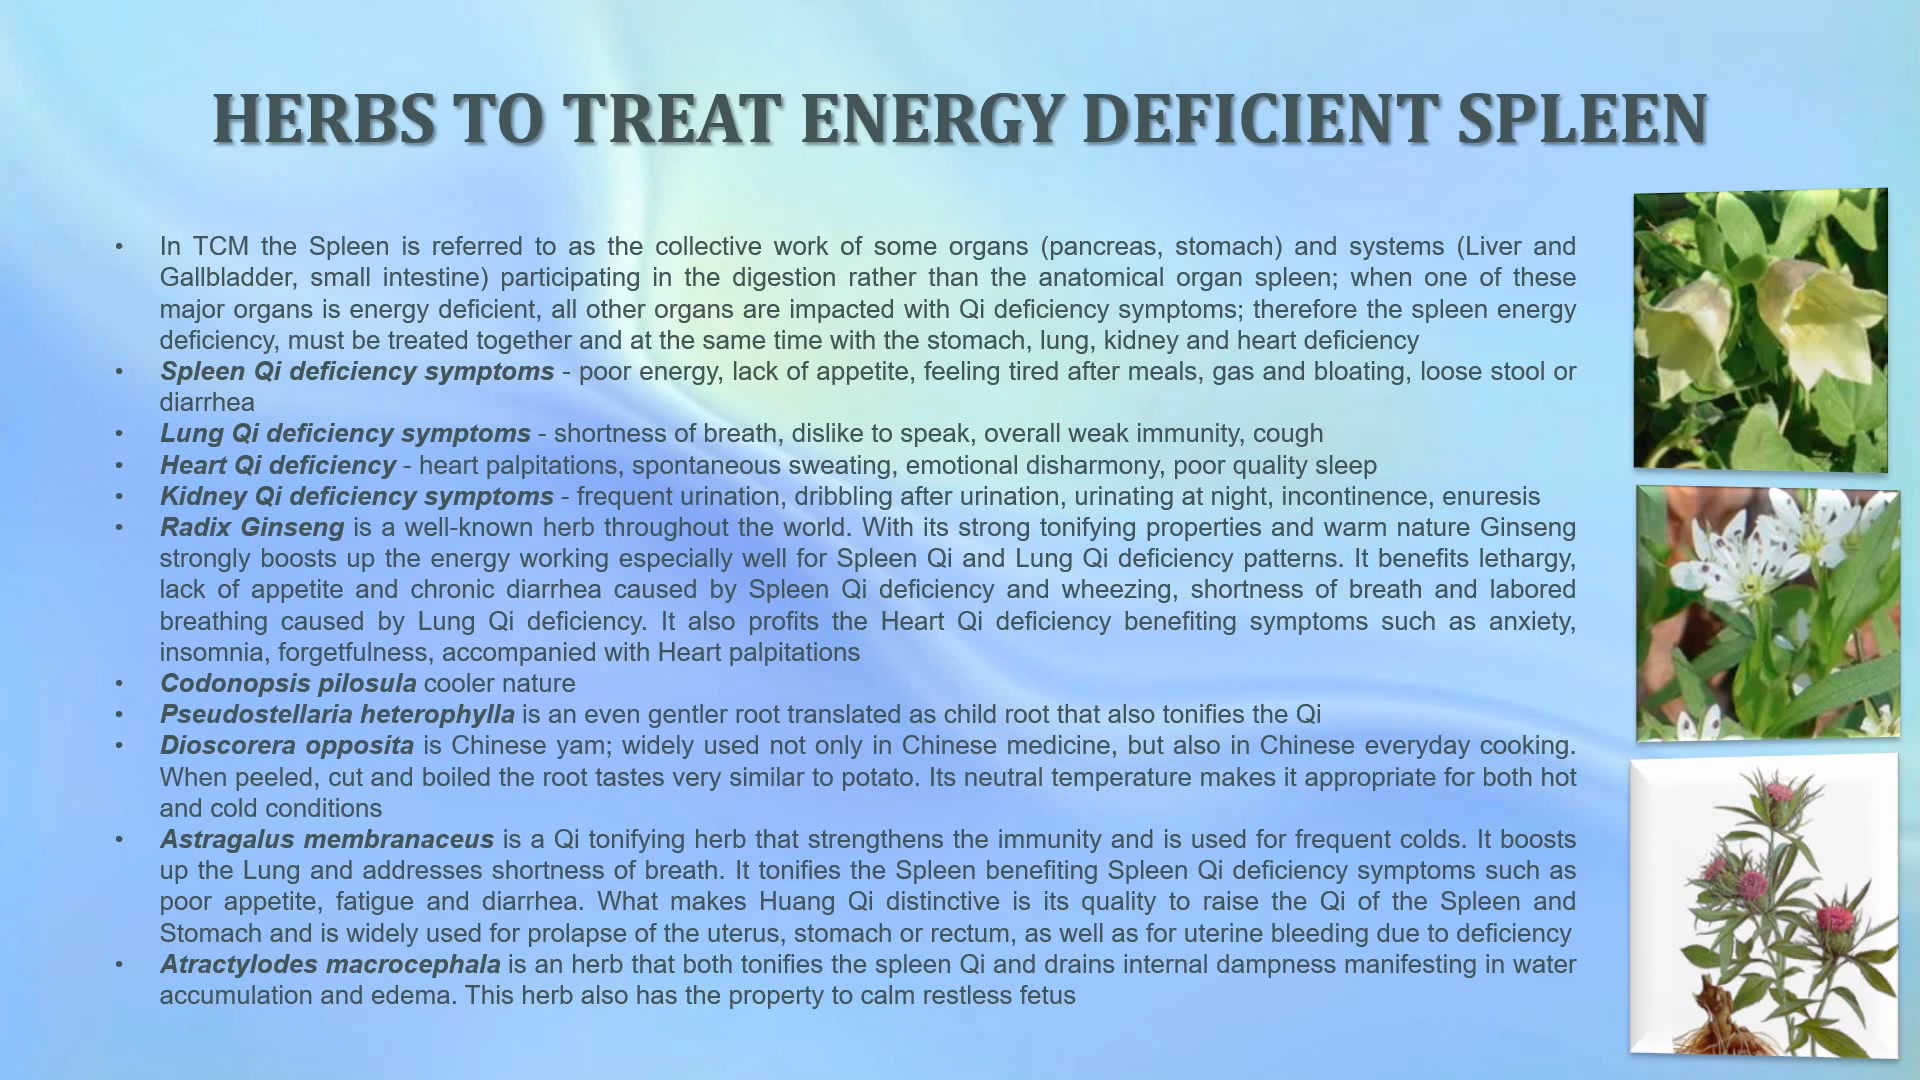 HERBS TO TREAT ENERGY DEFICIENT SPLEEN
• In TCM the Spleen is referred to as the collective work of some organs (pancreas, stomach) and systems (Liver and
Gallbladder, small intestine) participating in the digestion rather than the anatomical organ spleen; when one of these
major organs is energy deficient, all other organs are impacted with Qi deficiency symptoms; therefore the spleen energy
deficiency, must be treated together and at the same time with the stomach, lung, kidney and heart deficiency
• Spleen Qi deficiency symptoms - poor energy, lack of appetite, feeling tired after meals, gas and bloating, loose stool or
diarrhea
• Lung Qi deficiency symptoms - shortness of breath, dislike to speak, overall weak immunity, cough
• Heart Qi deficiency - heart palpitations, spontaneous sweating, emotional disharmony, poor quality sleep
• Kidney Qi deficiency symptoms - frequent urination, dribbling after urination, urinating at night, incontinence, enuresis
• Radix Ginseng is a well-known herb throughout the world. With its strong tonifying properties and warm nature Ginseng
strongly boosts up the energy working especially well for Spleen Qi and Lung Qi deficiency patterns. It benefits lethargy,
lack of appetite and chronic diarrhea caused by Spleen Qi deficiency and wheezing, shortness of breath and labored
breathing caused by Lung Qi deficiency. It also profits the Heart Qi deficiency benefiting symptoms such as anxiety,
insomnia, forgetfulness, accompanied with Heart palpitations
• Codonopsis pilosula cooler nature
• Pseudostellaria heterophylla is an even gentler root translated as child root that also tonifies the Qi
• Dioscorera opposita is Chinese yam; widely used not only in Chinese medicine, but also in Chinese everyday cooking.
When peeled, cut and boiled the root tastes very similar to potato. Its neutral temperature makes it appropriate for both hot
and cold conditions
• Astragalus membranaceus is a Qi tonifying herb that strengthens the immunity and is used for frequent colds. It boosts
up the Lung and addresses shortness of breath. It tonifies the Spleen benefiting Spleen Qi deficiency symptoms such as
poor appetite, fatigue and diarrhea. What makes Huang Qi distinctive is its quality to raise the Qi of the Spleen and
Stomach and is widely used for prolapse of the uterus, stomach or rectum, as well as for uterine bleeding due to deficiency
• Atractylodes macrocephala is an herb that both tonifies the spleen Qi and drains internal dampness manifesting in water
accumulation and edema. This herb also has the property to calm restless fetus